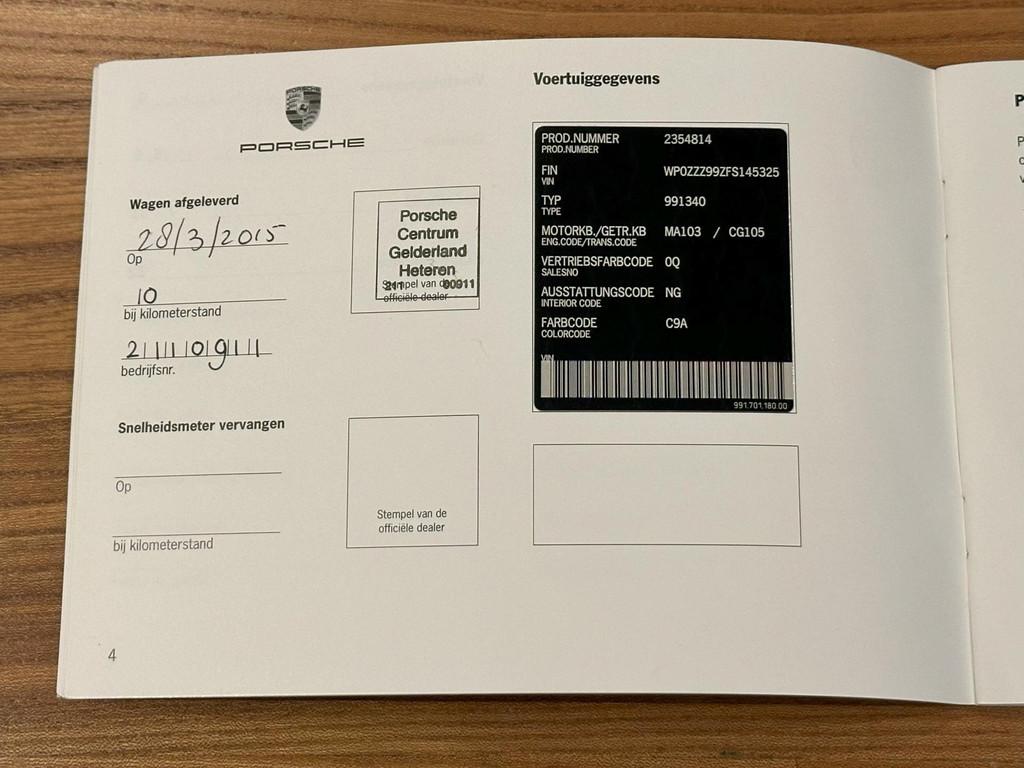 PORSCHE
PORSCHE
Wagen afgeleverd
28/3/2015
Op
10
bij kilometerstand
bedrijfsnr.
Porsche
Centrum
Gelderland
Heteren
211 00911
Stempel van de
officiële dealer
Snelheidsmeter vervangen
Op
bij kilometerstand
Stempel van de
officiële dealer
4
Voertuiggegevens
PROD.NUMMER 2354814
PROD.NUMBER
FIN WP0ZZZ99ZFS145325
VIN
TYP 991340
TYPE
MOTORKB./GETR.KB MA103 / CG105
ENG.CODE/TRANS.CODE
VERTRIEBSFARBCODE 0Q
SALESNO
AUSSTATTUNGSCODE NG
INTERIOR CODE
FARBCODE C9A
COLORCODE
VIN
991.701.180.00